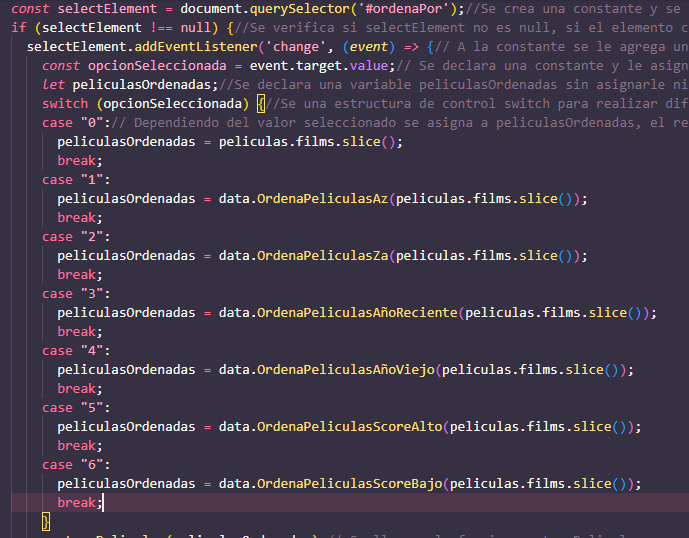 const selectElement = document.querySelector('#ordenaPor');//Se crea una constante y se
if (selectElement !== null) {//Se verifica si selectElement no es null, si el elemento c
selectElement.addEventListener('change', (event) => {// A la constante se le agrega un
const opcionSeleccionada = event.target.value;// Se declara una constante y le asign
let peliculasOrdenadas;//Se declara una variable peliculasOrdenadas sin asignarle ni
switch (opcionSeleccionada) {//Se una estructura de control switch para realizar dif
case "0":// Dependiendo del valor seleccionado se asigna a peliculasOrdenadas, el re
peliculasOrdenadas = peliculas.films.slice();
break;
case "1":
peliculasOrdenadas = data.OrdenaPeliculasAz(peliculas.films.slice());
break;
case "2":
peliculasOrdenadas = data.OrdenaPeliculasZa(peliculas.films.slice());
break;
case "3":
peliculasOrdenadas = data.OrdenaPeliculasAñoReciente(peliculas.films.slice());
break;
case "4":
peliculasOrdenadas = data.OrdenaPeliculasAñoViejo(peliculas.films.slice());
break;
case "5":
peliculasOrdenadas = data.OrdenaPeliculasScoreAlto(peliculas.films.slice());
break;
case "6":
peliculasOrdenadas = data.OrdenaPeliculasScoreBajo(peliculas.films.slice());
break;
}